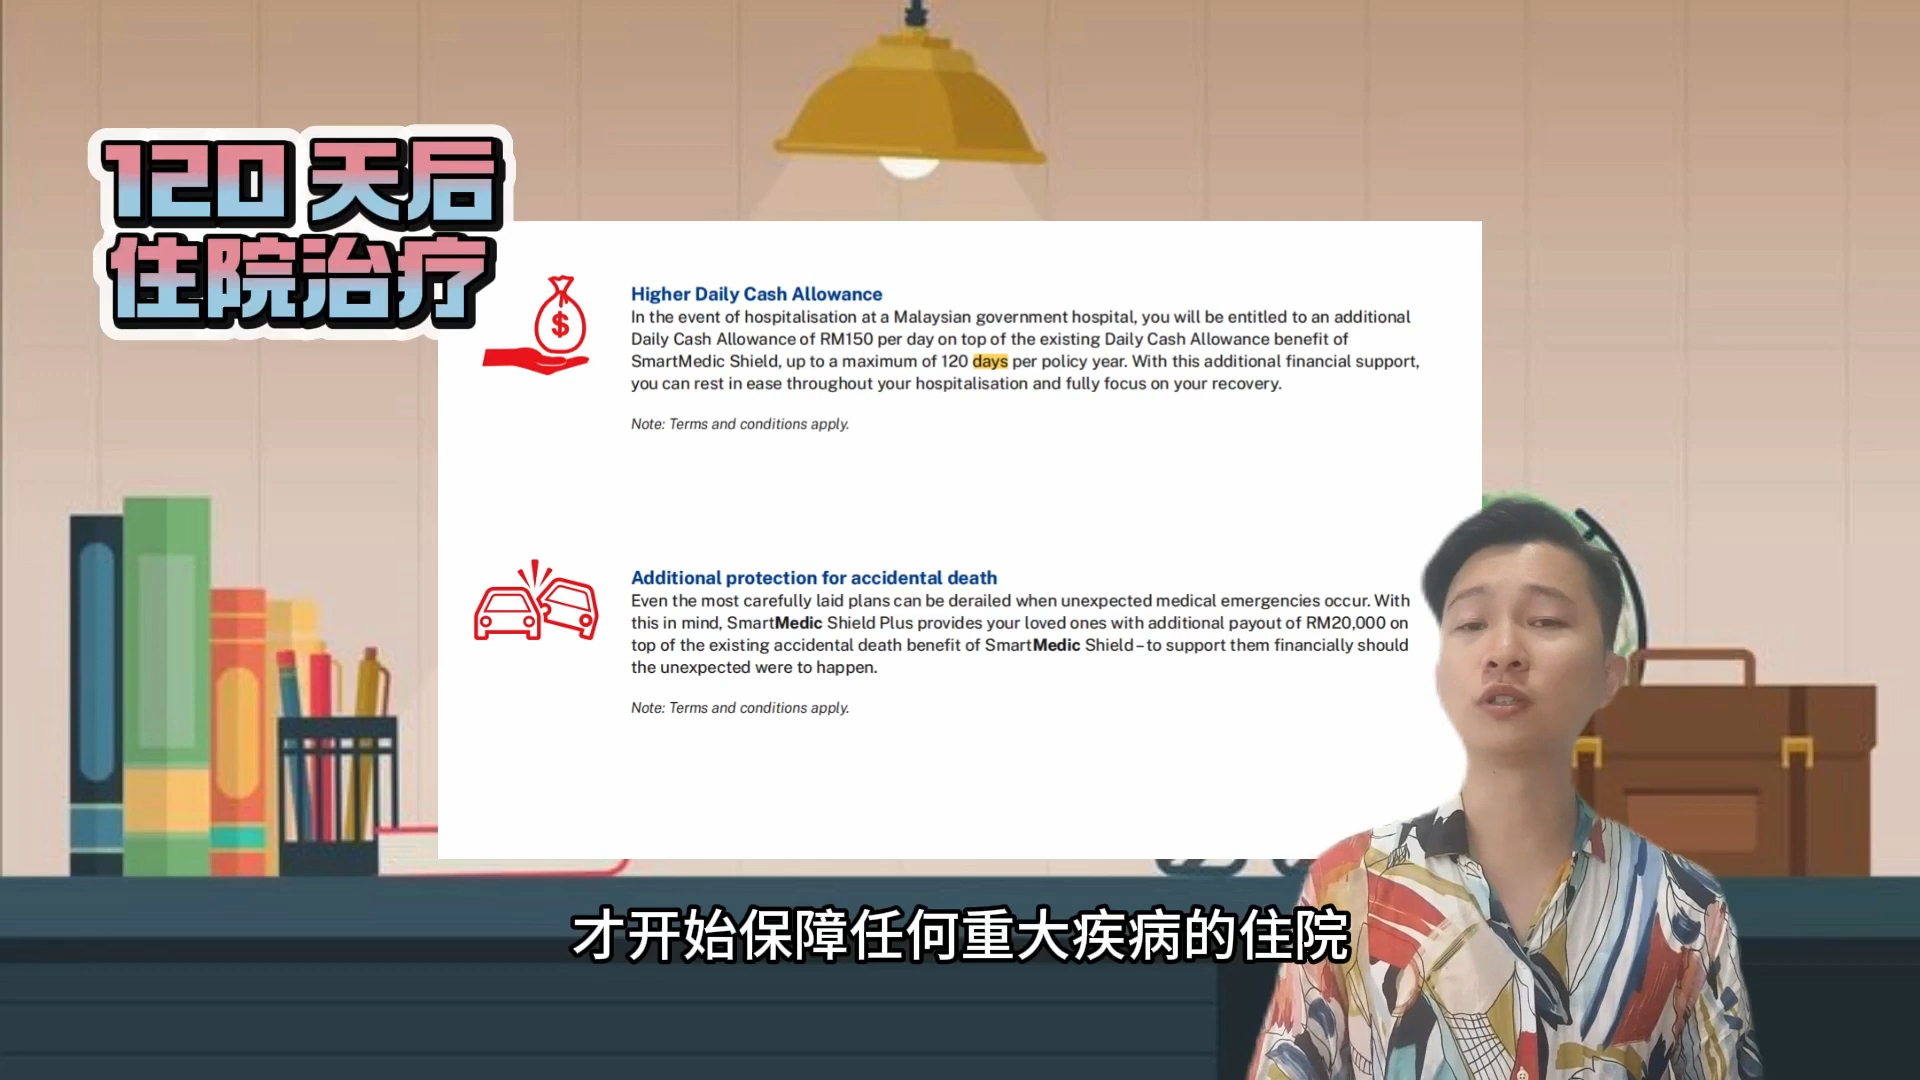 120 天后
住院治疗
$
Higher Daily Cash Allowance
In the event of hospitalisation at a Malaysian government hospital, you will be entitled to an additional
Daily Cash Allowance of RM150 per day on top of the existing Daily Cash Allowance benefit of
SmartMedic Shield, up to a maximum of 120 days per policy year. With this additional financial support,
you can rest in ease throughout your hospitalisation and fully focus on your recovery.
Note: Terms and conditions apply.
Additional protection for accidental death
Even the most carefully laid plans can be derailed when unexpected medical emergencies occur. With
this in mind, SmartMedic Shield Plus provides your loved ones with additional payout of RM20,000 on
top of the existing accidental death benefit of SmartMedic Shield – to support them financially should
the unexpected were to happen.
Note: Terms and conditions apply.
才开始保障任何重大疾病的住院